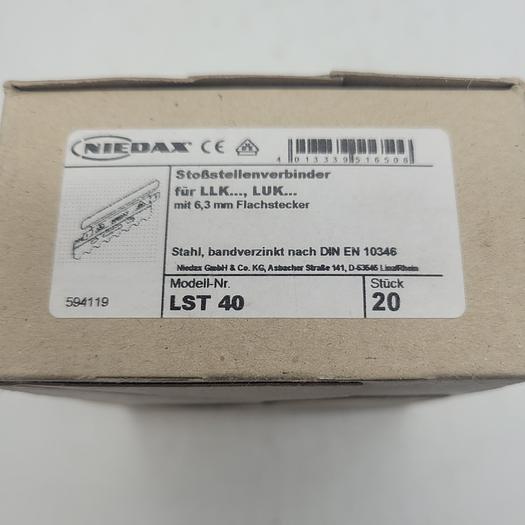 NIEDAX CE
4 013339 516506
Stoßstellenverbinder
für LLK..., LUK...
mit 6,3 mm Flachstecker
Stahl, bandverzinkt nach DIN EN 10346
Niedax GmbH & Co. KG, Asbacher Straße 141, D-53545 Linz/Rhein
594119
Modell-Nr.
LST 40
Stück
20